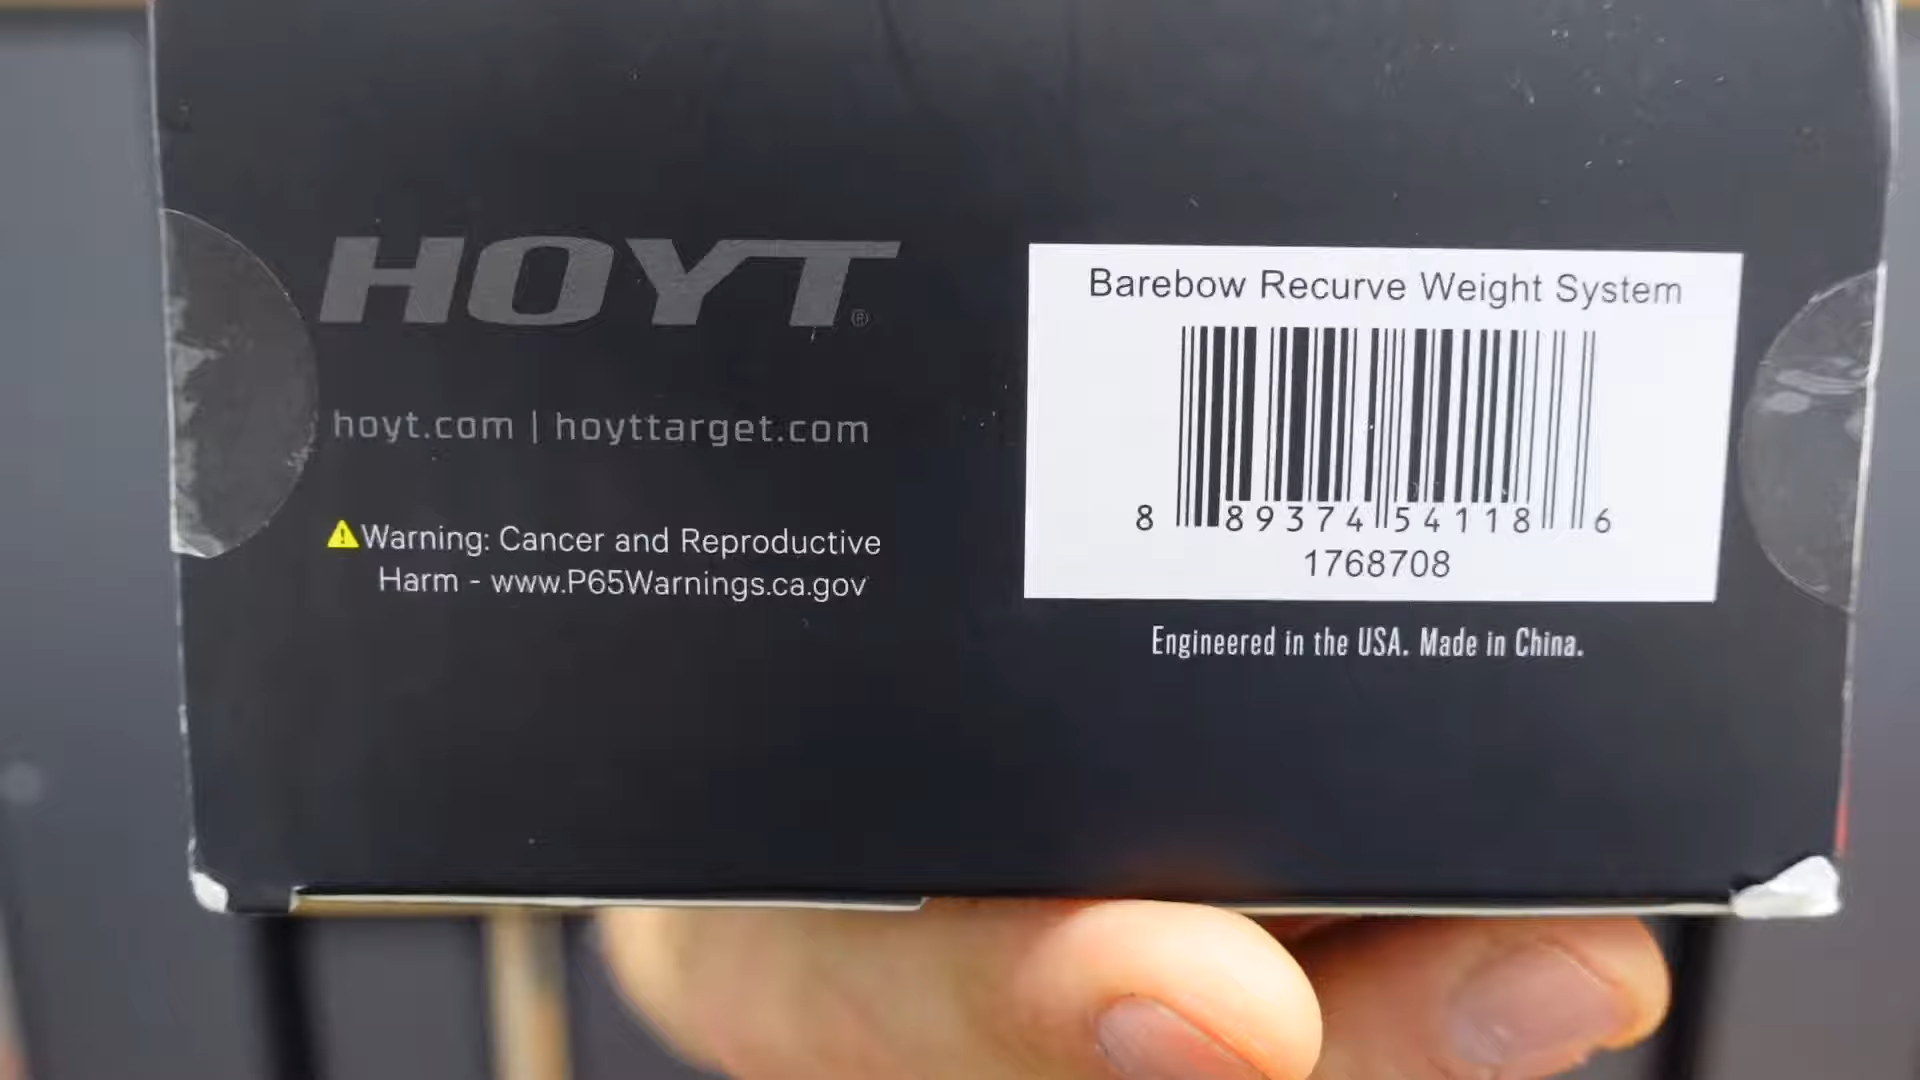 HOYT®
hoyt.com | hoyttarget.com
Warning: Cancer and Reproductive
Harm - www.P65Warnings.ca.gov
Barebow Recurve Weight System
8 89374 54118 6
1768708
Engineered in the USA. Made in China.